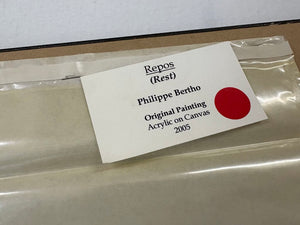 Repos
(Rest)
Philippe Bertho
Original Painting
Acrylic on Canvas
2005